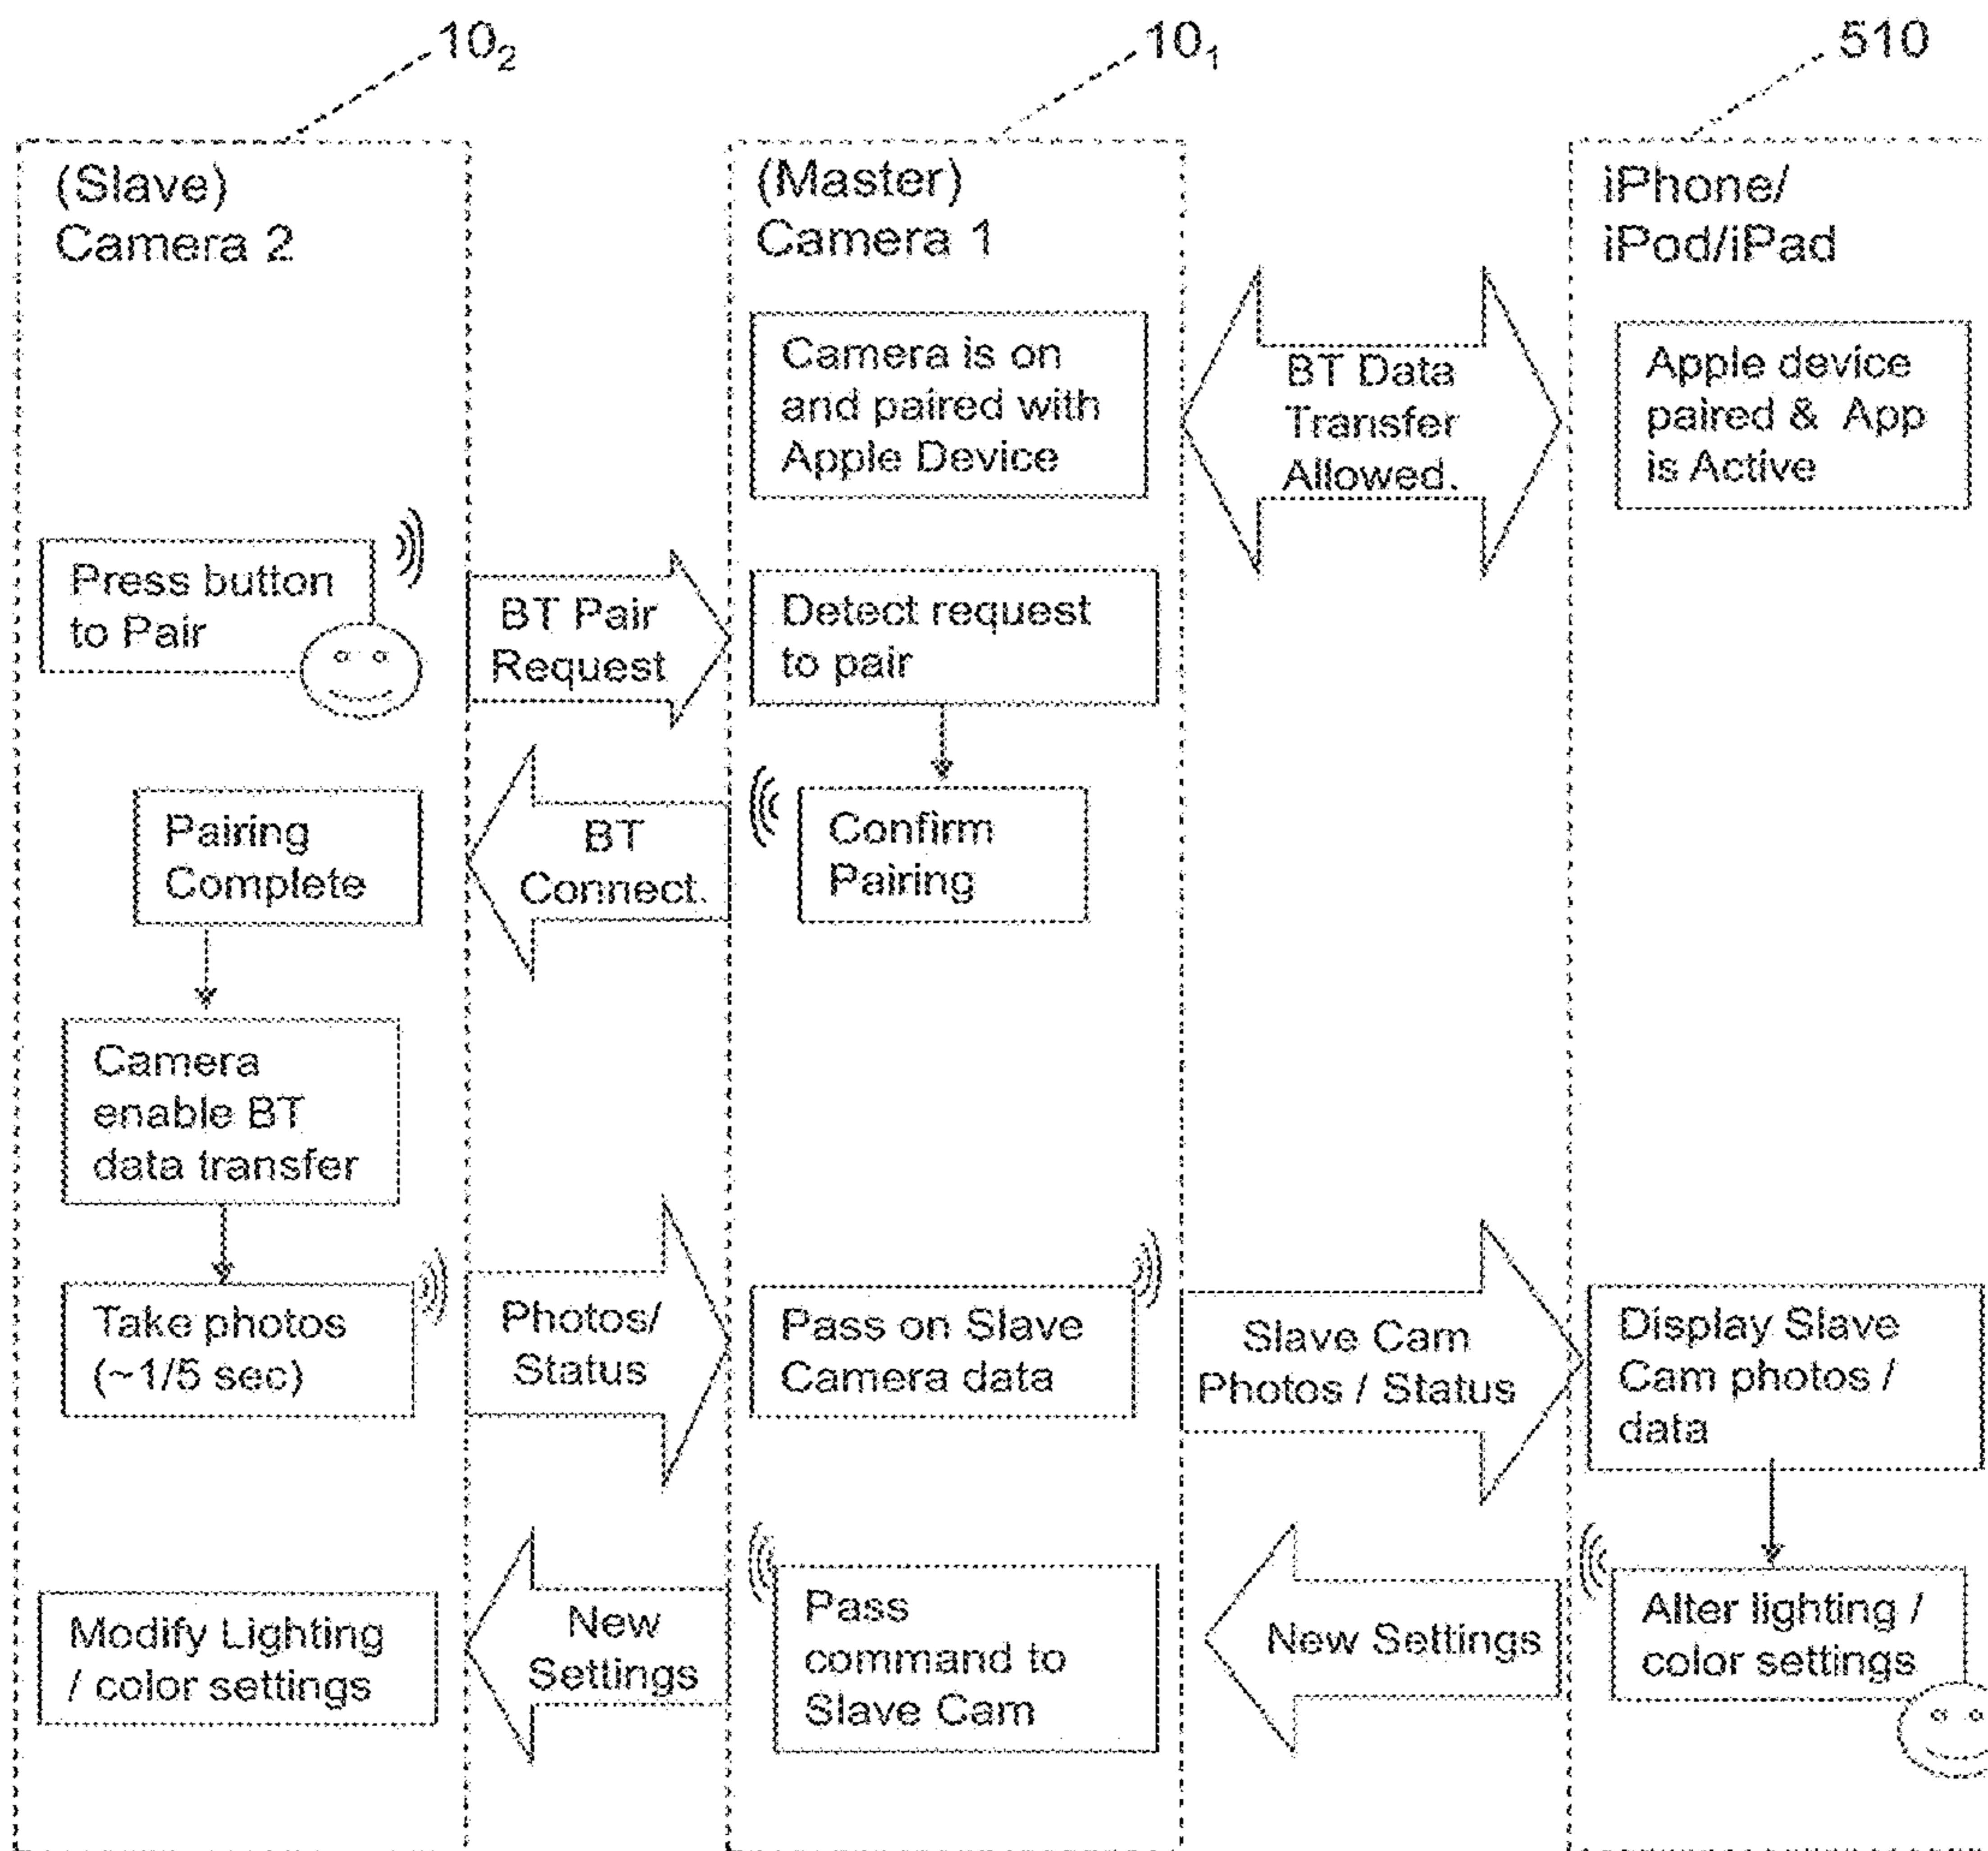 10₂
10₁
510
(Slave)
Camera 2
(Master)
Camera 1
iPhone/
iPod/iPad
Camera is on
and paired with
Apple Device
BT Data
Transfer
Allowed.
Apple device
paired & App
is Active
Press button
to Pair
BT Pair
Request
Detect request
to pair
Pairing
Complete
BT
Connect.
Confirm
Pairing
Camera
enable BT
data transfer
Take photos
(~1/5 sec)
Photos/
Status
Pass on Slave
Camera data
Slave Cam
Photos / Status
Display Slave
Cam photos /
data
Modify Lighting
/ color settings
New
Settings
Pass
command to
Slave Cam
New Settings
Alter lighting /
color settings